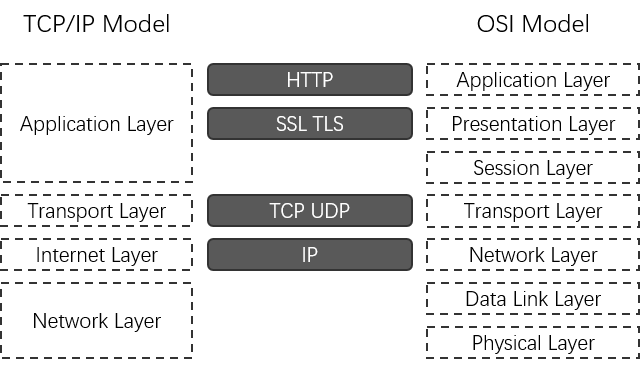 TCP/IP Model
OSI Model
HTTP
Application Layer
SSL TLS
Application Layer
Presentation Layer
Session Layer
Transport Layer
TCP UDP
Transport Layer
Internet Layer
IP
Network Layer
Network Layer
Data Link Layer
Physical Layer